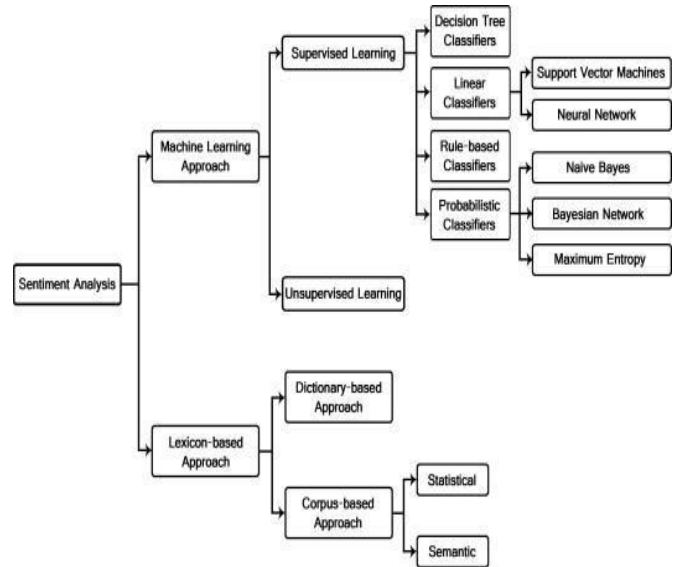 Decision Tree
Classifiers
Supervised Learning
Linear
Classifiers
Support Vector Machines
Neural Network
Machine Learning
Approach
Rule-based
Classifiers
Probabilistic
Classifiers
Naive Bayes
Bayesian Network
Maximum Entropy
Sentiment Analysis
Unsupervised Learning
Dictionary-based
Approach
Lexicon-based
Approach
Corpus-based
Approach
Statistical
Semantic